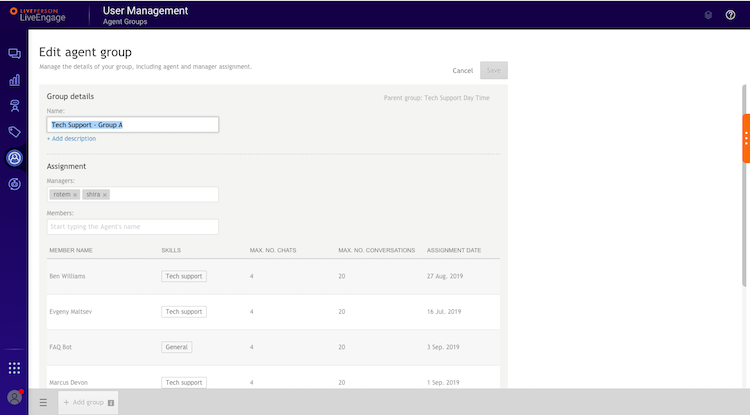 LIVEPERSON
LiveEngage
User Management
Agent Groups
Edit agent group
Manage the details of your group, including agent and manager assignment.
Cancel
Save
Group details
Parent group: Tech Support Day Time
Name:
Tech Support - Group A
+ Add description
Assignment
Managers:
rotem x
shira x
Members:
Start typing the Agent's name
MEMBER NAME SKILLS MAX. NO. CHATS MAX. NO. CONVERSATIONS ASSIGNMENT DATE
Ben Williams Tech support 4 20 27 Aug. 2019
Evgeny Maltsev Tech support 4 20 16 Jul. 2019
FAQ Bot General 4 20 3 Sep. 2019
Marcus Devon Tech support 4 20 1 Sep. 2019
+ Add group